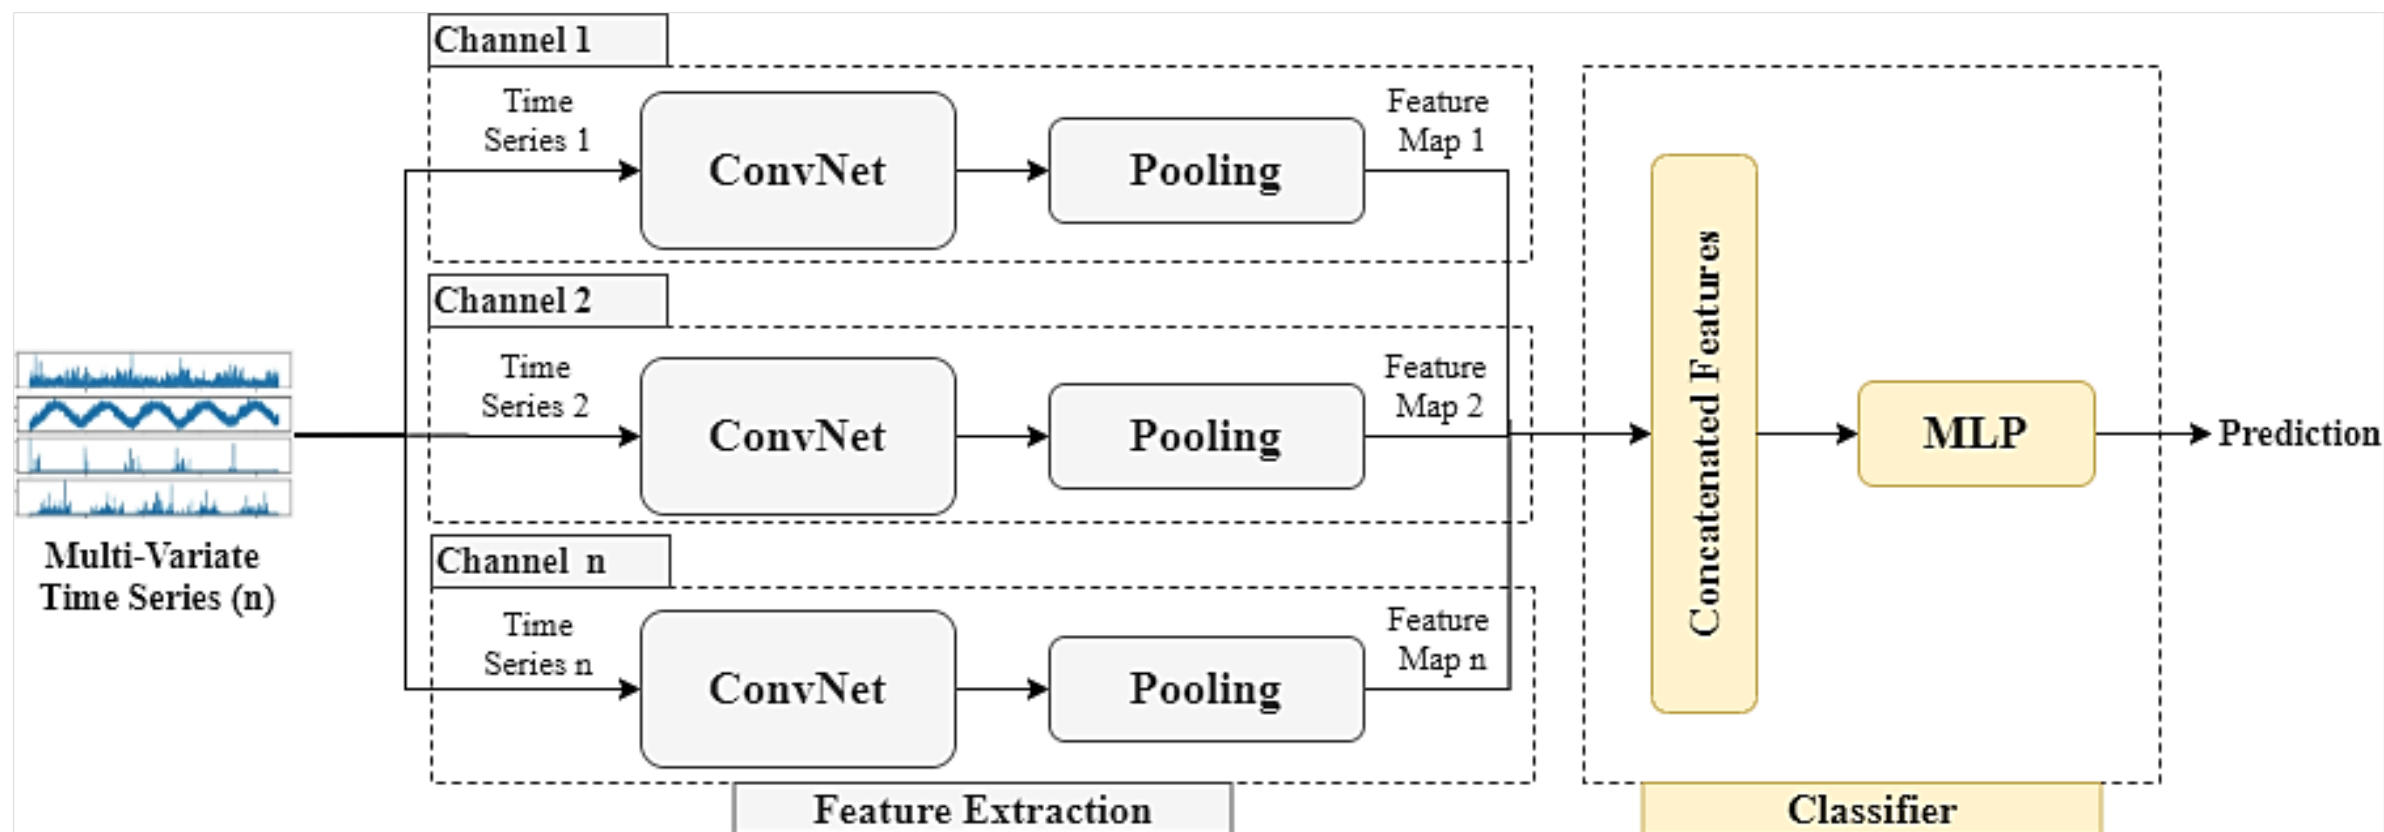 Channel 1
Time
Series 1
ConvNet
Pooling
Feature
Map 1
Channel 2
Time
Series 2
ConvNet
Pooling
Feature
Map 2
Channel n
Time
Series n
ConvNet
Pooling
Feature
Map n
Multi-Variate
Time Series (n)
Feature Extraction
Concatenated Features
MLP
Prediction
Classifier